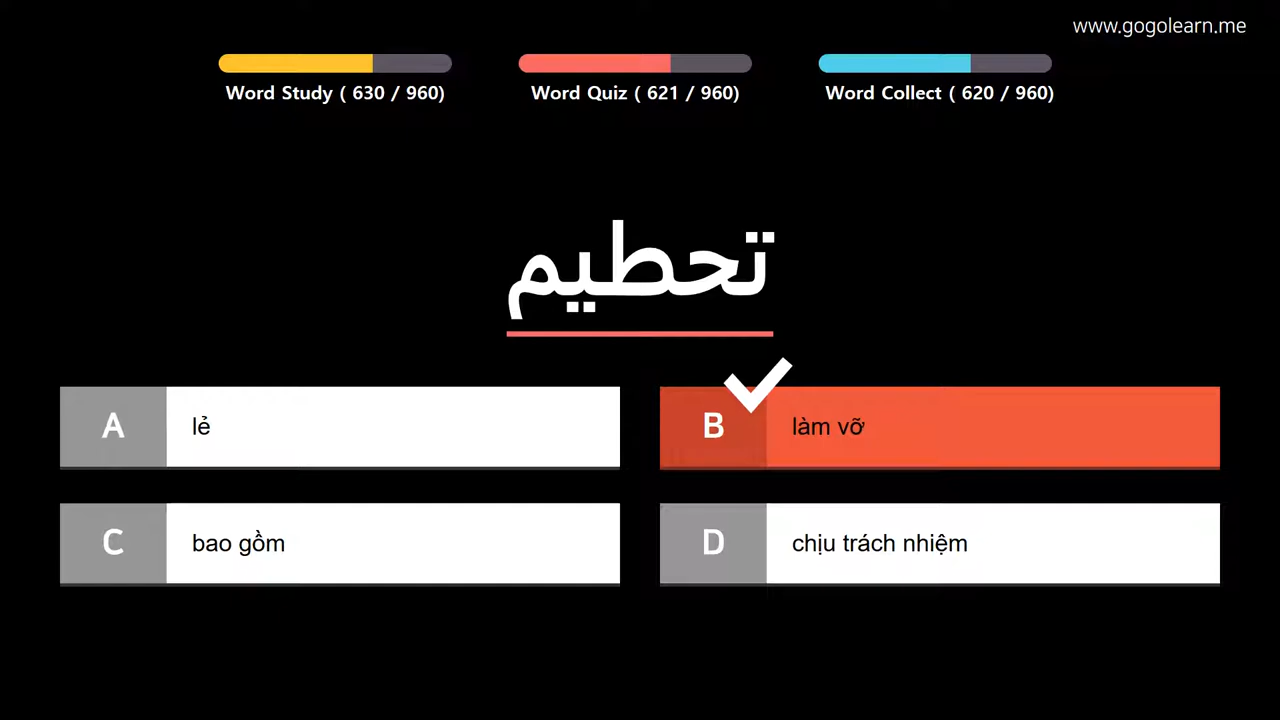 www.gogolearn.me
Word Study ( 630 / 960)
Word Quiz ( 621 / 960)
Word Collect ( 620 / 960)
تحطيم
A
lẻ
B
làm vỡ
C
bao gồm
D
chịu trách nhiệm